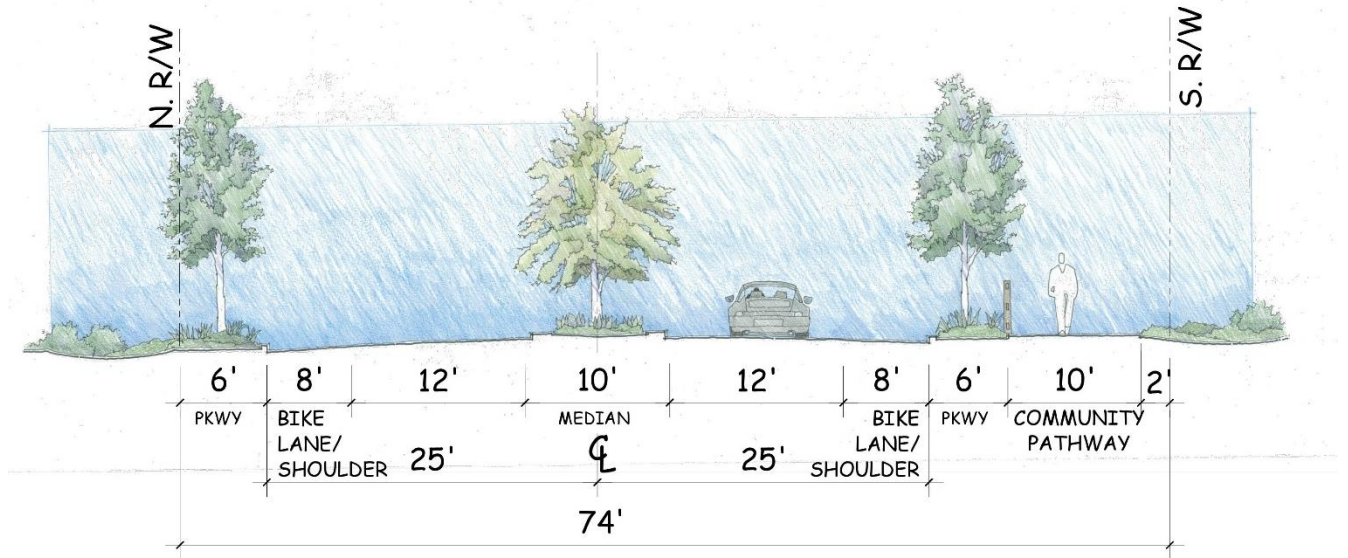 N. R/W
S. R/W
6' 8' 12' 10' 12' 8' 6' 10' 2'
PKWY
BIKE
LANE/
SHOULDER
MEDIAN
℄
BIKE
LANE/
SHOULDER
PKWY
COMMUNITY
PATHWAY
25'
25'
74'